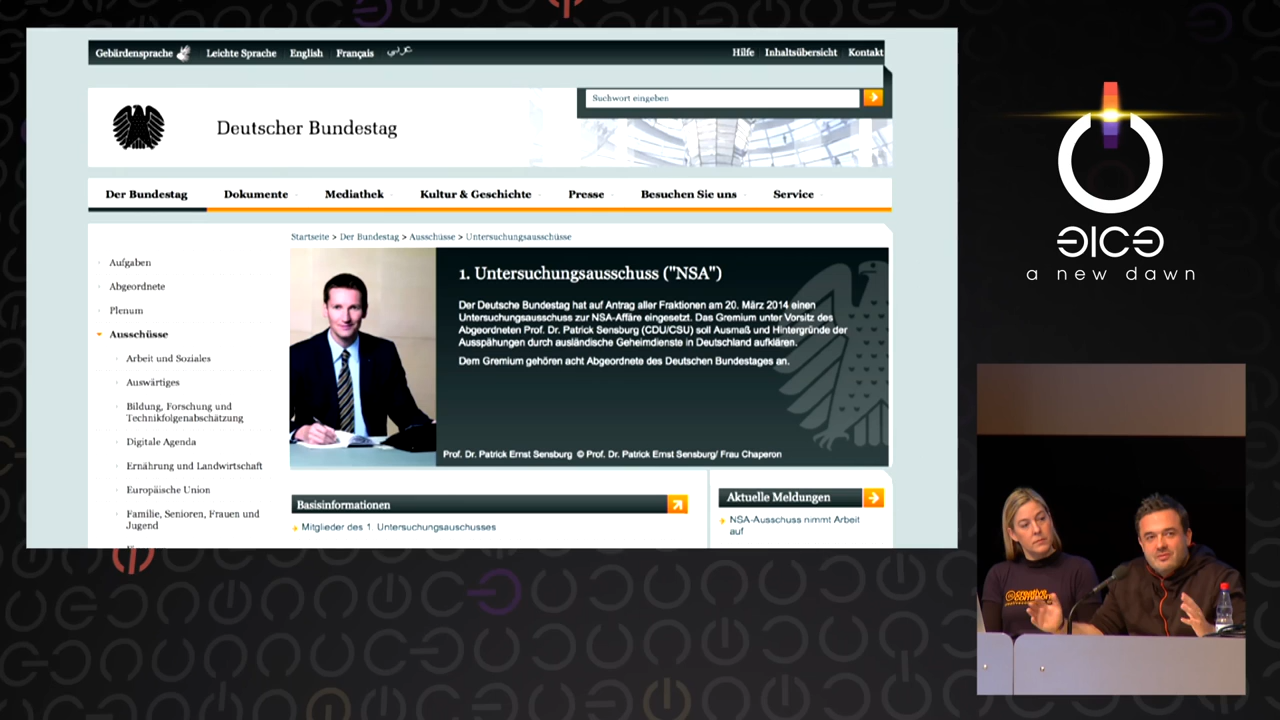 Gebärdensprache
Leichte Sprache
English
Français
عربي
Hilfe
Inhaltsübersicht
Kontakt
Suchwort eingeben
Deutscher Bundestag
Der Bundestag
Dokumente
Mediathek
Kultur & Geschichte
Presse
Besuchen Sie uns
Service
Startseite > Der Bundestag > Ausschüsse > Untersuchungsausschüsse
Aufgaben
Abgeordnete
Plenum
Ausschüsse
Arbeit und Soziales
Auswärtiges
Bildung, Forschung und
Technikfolgenabschätzung
Digitale Agenda
Ernährung und Landwirtschaft
Europäische Union
Familie, Senioren, Frauen und
Jugend
1. Untersuchungsausschuss ("NSA")
Der Deutsche Bundestag hat auf Antrag aller Fraktionen am 20. März 2014 einen
Untersuchungsausschuss zur NSA-Affäre eingesetzt. Das Gremium unter Vorsitz des
Abgeordneten Prof. Dr. Patrick Sensburg (CDU/CSU) soll Ausmaß und Hintergründe der
Ausspähungen durch ausländische Geheimdienste in Deutschland aufklären.
Dem Gremium gehören acht Abgeordnete des Deutschen Bundestages an.
Prof. Dr. Patrick Ernst Sensburg © Prof. Dr. Patrick Ernst Sensburg/ Frau Chaperon
Basisinformationen
Mitglieder des 1. Untersuchungauschusses
Aktuelle Meldungen
NSA-Ausschuss nimmt Arbeit
auf
a new dawn
creative
commons